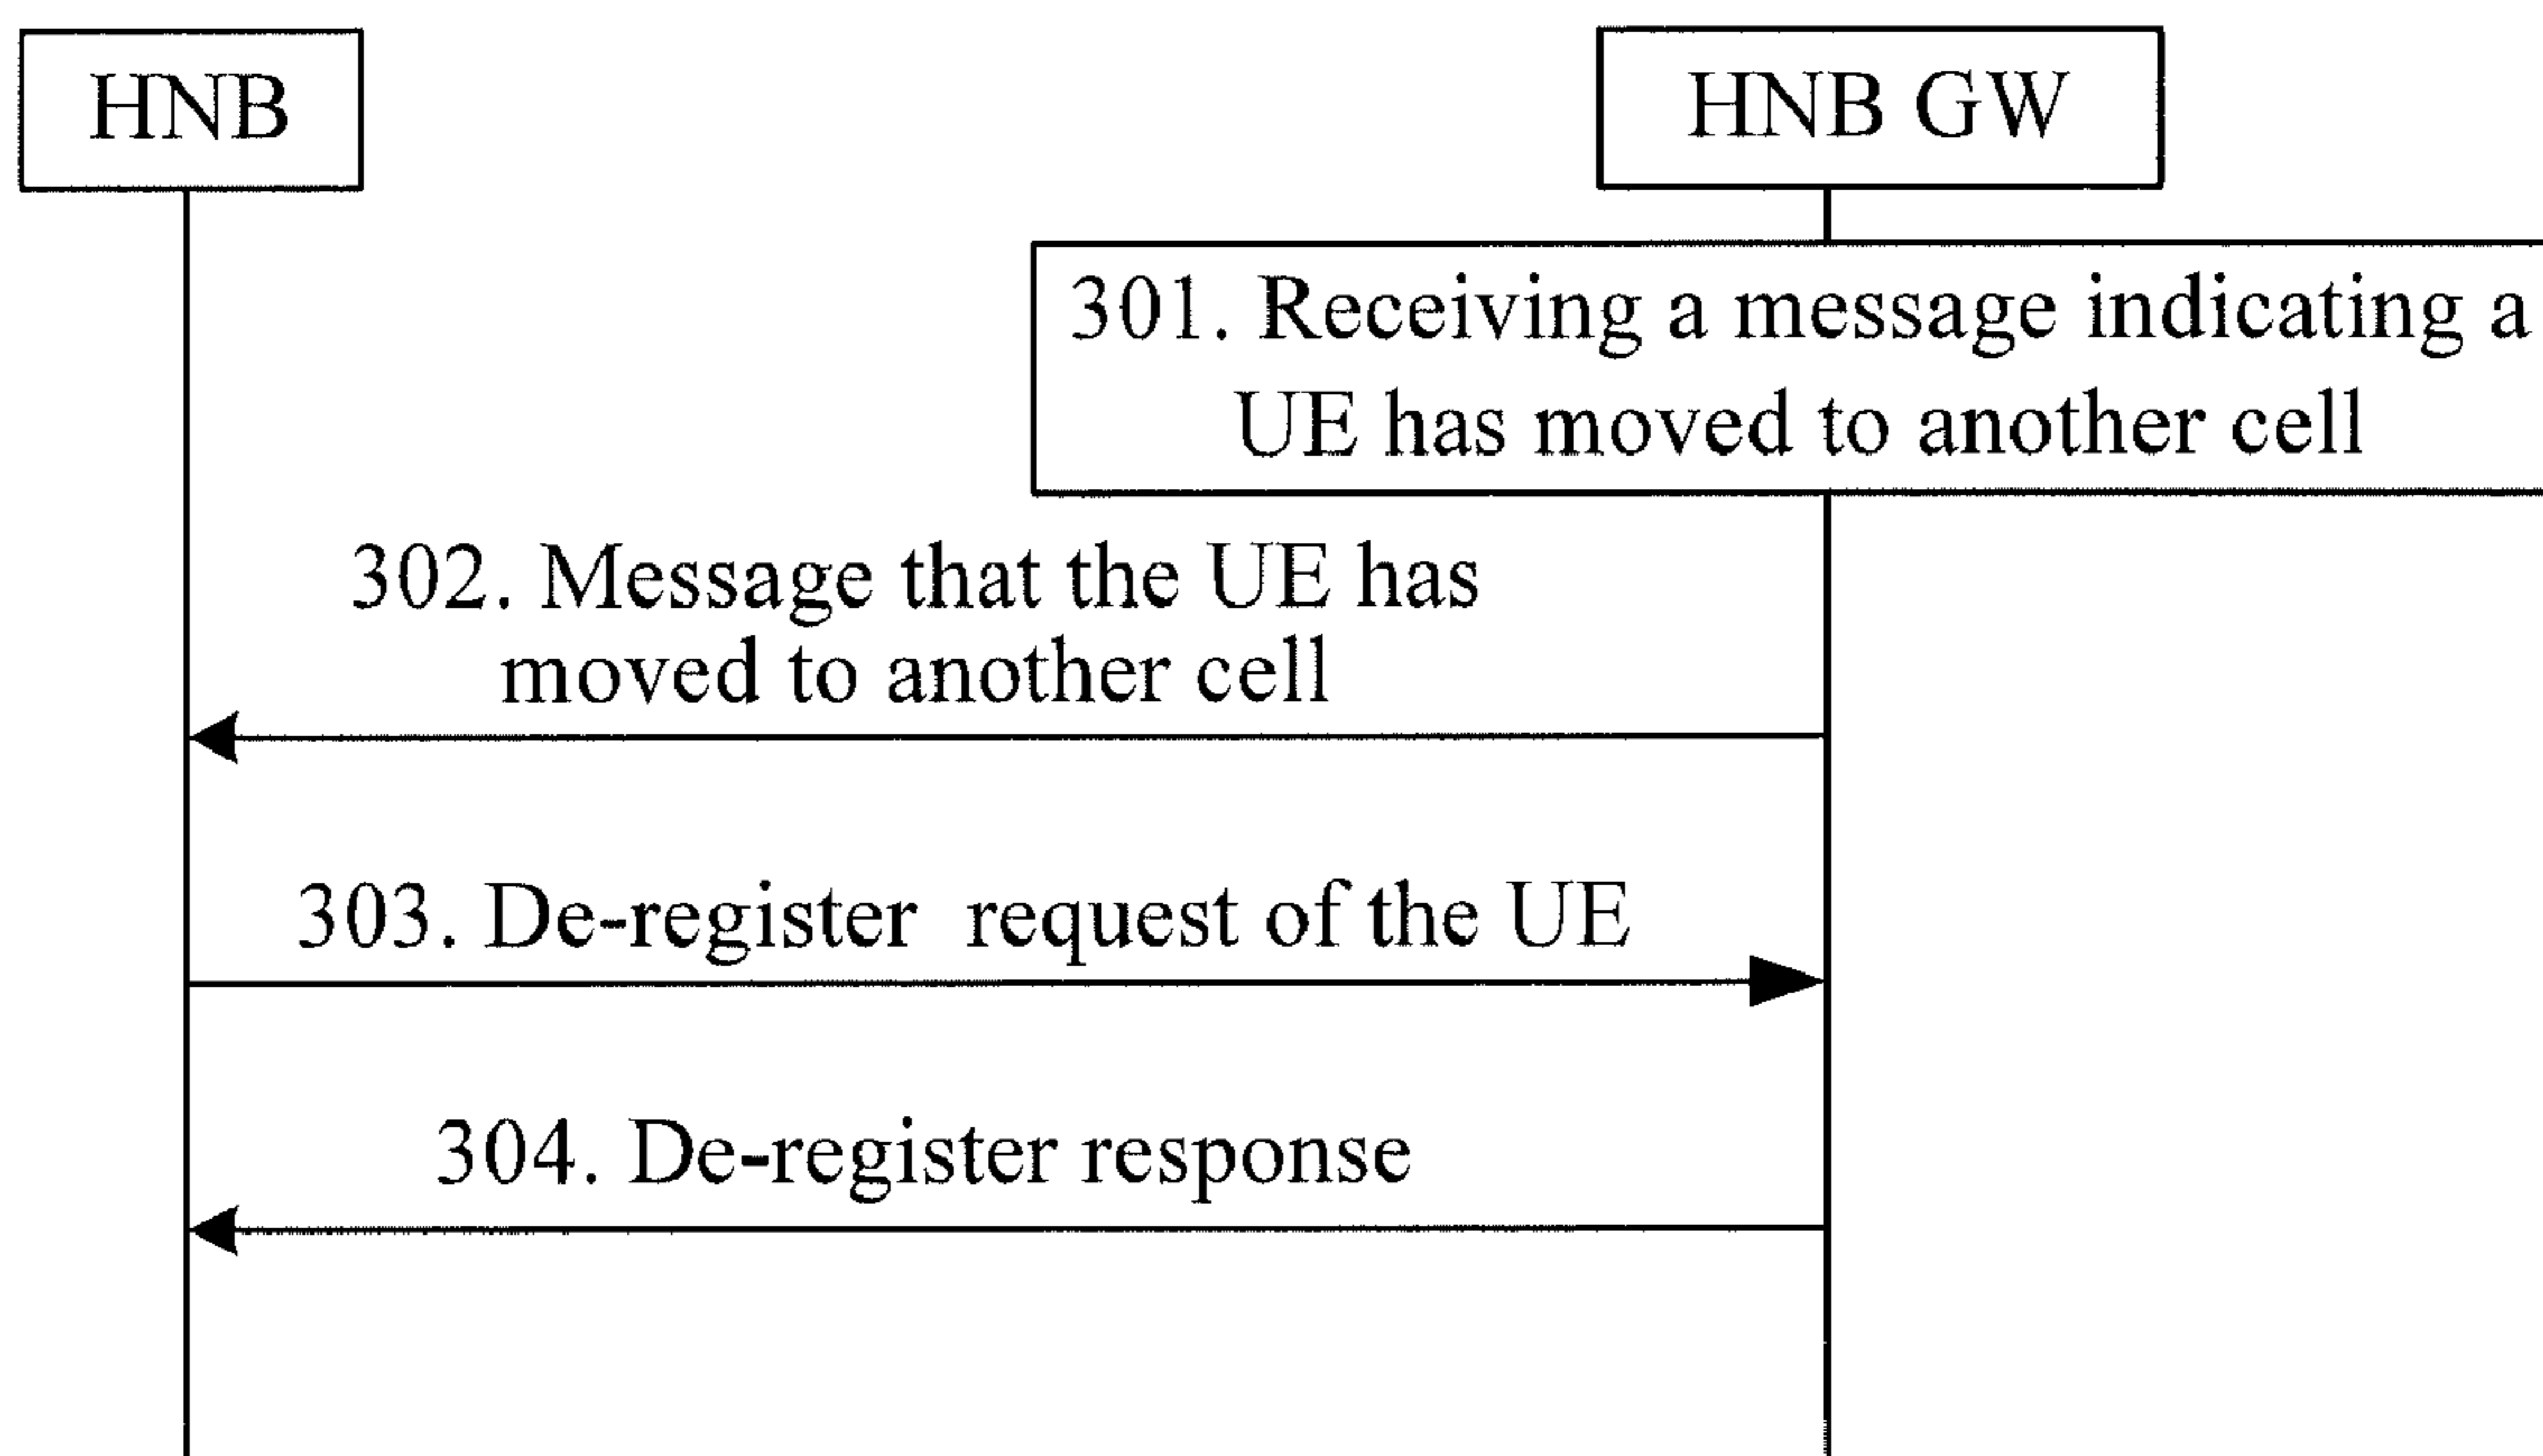 HNB
HNB GW
301. Receiving a message indicating a
UE has moved to another cell
302. Message that the UE has
moved to another cell
303. De-register request of the UE
304. De-register response